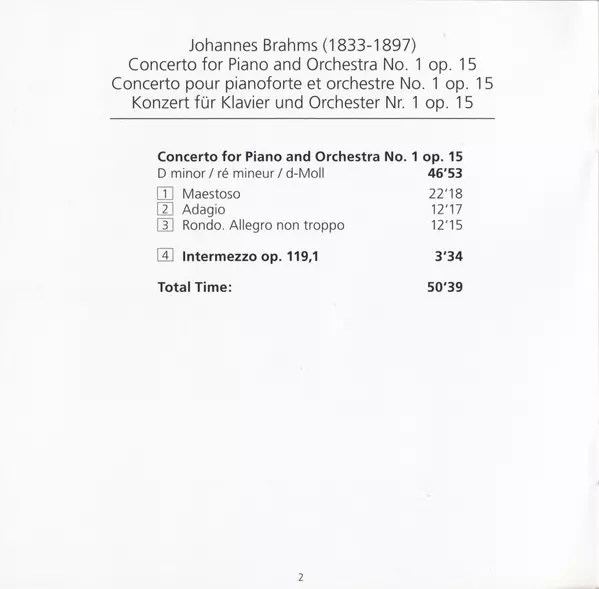 Johannes Brahms (1833-1897)
Concerto for Piano and Orchestra No. 1 op. 15
Concerto pour pianoforte et orchestre No. 1 op. 15
Konzert für Klavier und Orchester Nr. 1 op. 15
Concerto for Piano and Orchestra No. 1 op. 15
D minor / ré mineur / d-Moll 46'53
1 Maestoso 22'18
2 Adagio 12'17
3 Rondo. Allegro non troppo 12'15
4 Intermezzo op. 119,1 3'34
Total Time: 50'39
2